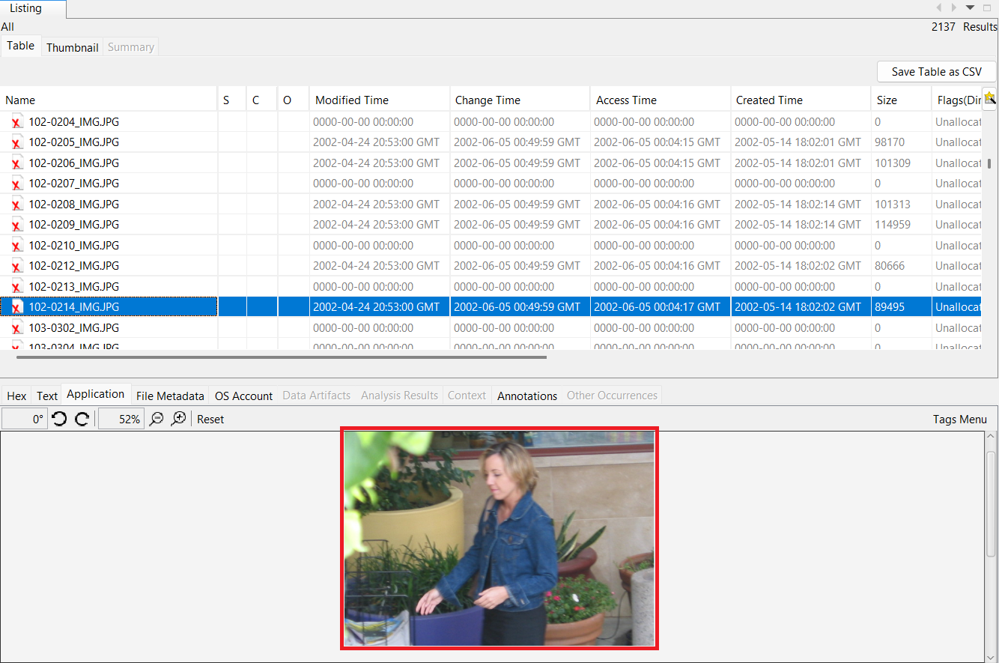 Listing
All
2137 Results
Table Thumbnail Summary
Save Table as CSV
Name S C O Modified Time Change Time Access Time Created Time Size Flags(Dir
102-0204_IMG.JPG 0000-00-00 00:00:00 0000-00-00 00:00:00 0000-00-00 00:00:00 0000-00-00 00:00:00 0 Unallocat
102-0205_IMG.JPG 2002-04-24 20:53:00 GMT 2002-06-05 00:49:59 GMT 2002-06-05 00:04:15 GMT 2002-05-14 18:02:01 GMT 98170 Unallocat
102-0206_IMG.JPG 2002-04-24 20:53:00 GMT 2002-06-05 00:49:59 GMT 2002-06-05 00:04:15 GMT 2002-05-14 18:02:01 GMT 101309 Unallocat
102-0207_IMG.JPG 0000-00-00 00:00:00 0000-00-00 00:00:00 0000-00-00 00:00:00 0000-00-00 00:00:00 0 Unallocat
102-0208_IMG.JPG 2002-04-24 20:53:00 GMT 2002-06-05 00:49:59 GMT 2002-06-05 00:04:16 GMT 2002-05-14 18:02:14 GMT 101313 Unallocat
102-0209_IMG.JPG 2002-04-24 20:53:00 GMT 2002-06-05 00:49:59 GMT 2002-06-05 00:04:16 GMT 2002-05-14 18:02:14 GMT 114959 Unallocat
102-0210_IMG.JPG 0000-00-00 00:00:00 0000-00-00 00:00:00 0000-00-00 00:00:00 0000-00-00 00:00:00 0 Unallocat
102-0212_IMG.JPG 2002-04-24 20:53:00 GMT 2002-06-05 00:49:59 GMT 2002-06-05 00:04:16 GMT 2002-05-14 18:02:02 GMT 80666 Unallocat
102-0213_IMG.JPG 0000-00-00 00:00:00 0000-00-00 00:00:00 0000-00-00 00:00:00 0000-00-00 00:00:00 0 Unallocat
102-0214_IMG.JPG 2002-04-24 20:53:00 GMT 2002-06-05 00:49:59 GMT 2002-06-05 00:04:17 GMT 2002-05-14 18:02:02 GMT 89495 Unallocat
103-0302_IMG.JPG 0000-00-00 00:00:00 0000-00-00 00:00:00 0000-00-00 00:00:00 0000-00-00 00:00:00 0 Unallocat
103-0304_IMG.JPG 0000-00-00 00:00:00 0000-00-00 00:00:00 0000-00-00 00:00:00 0000-00-00 00:00:00 0 Unallocat
Hex Text Application File Metadata OS Account Data Artifacts Analysis Results Context Annotations Other Occurrences
0° 52% Reset Tags Menu